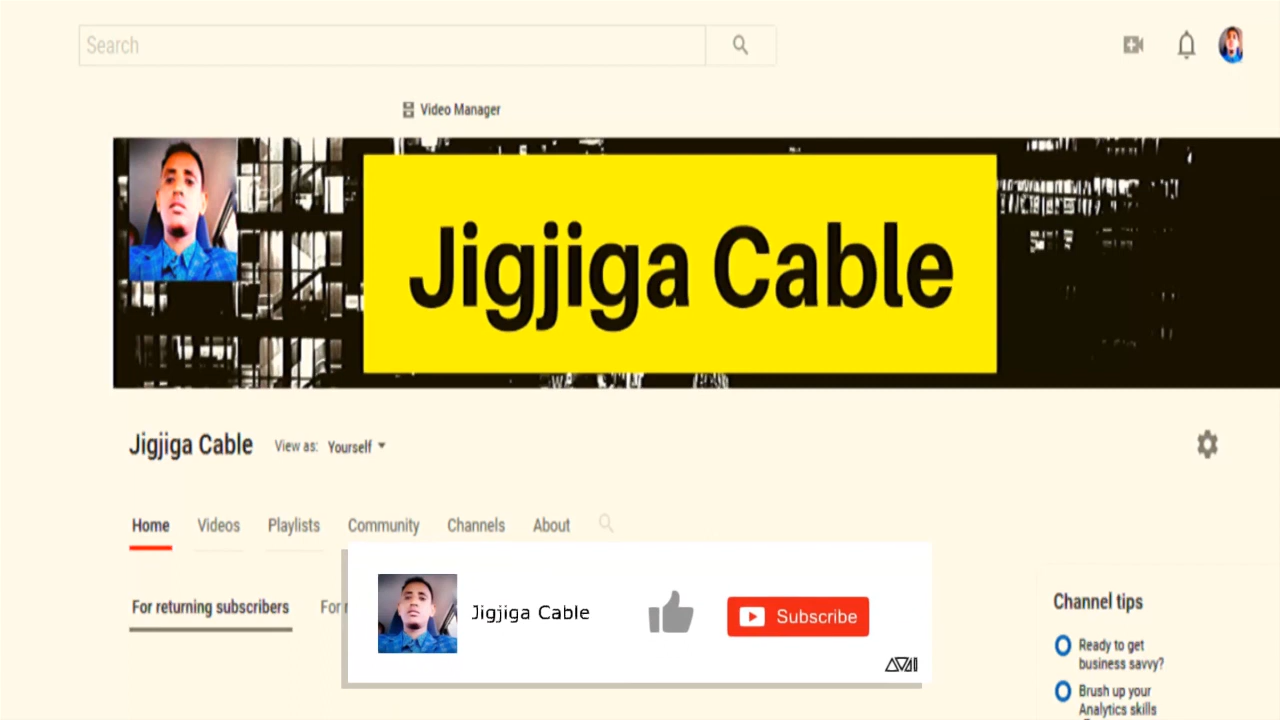 Search
Video Manager
Jigjiga Cable
Jigjiga Cable View as: Yourself
Home Videos Playlists Community Channels About
For returning subscribers For
Jigjiga Cable Subscribe
Channel tips
Ready to get
business savvy?
Brush up your
Analytics skills